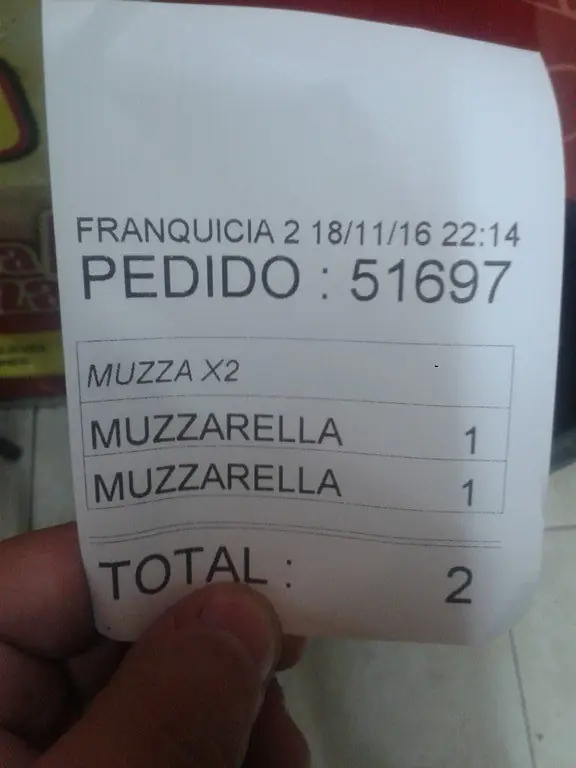 FRANQUICIA 2 18/11/16 22:14
PEDIDO : 51697
MUZZA X2
MUZZARELLA 1
MUZZARELLA 1
TOTAL : 2